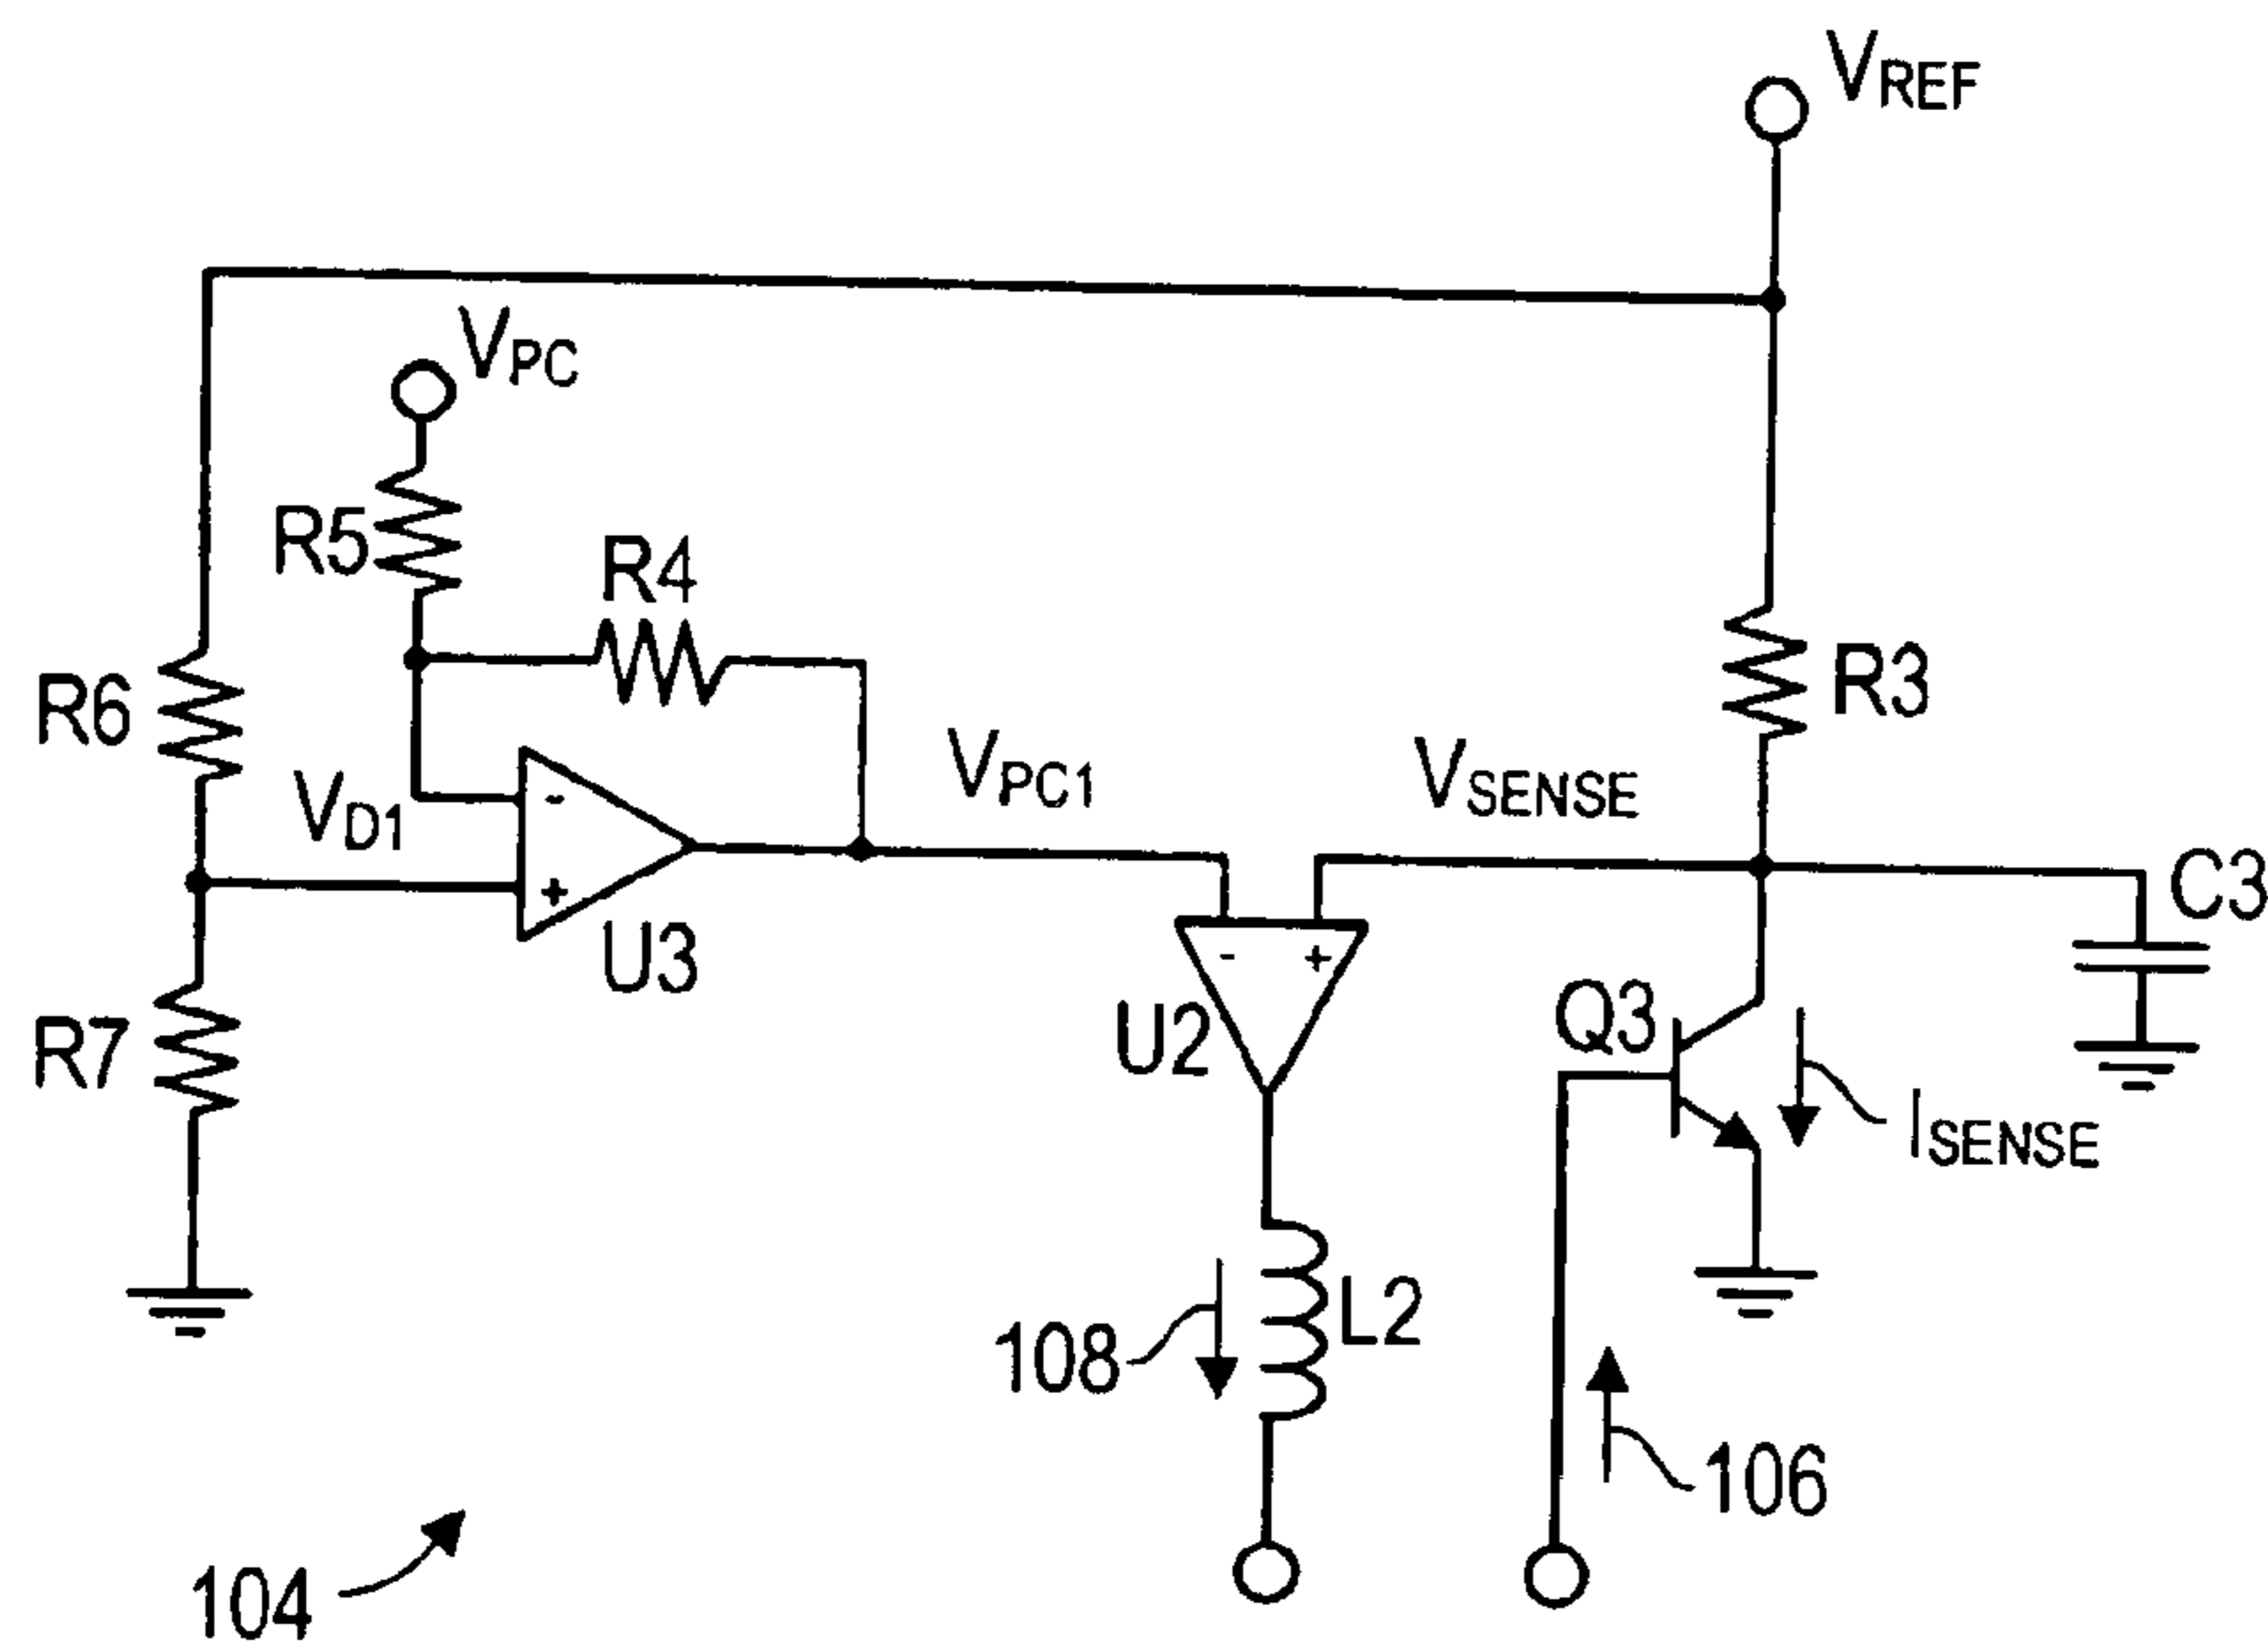 VREF
VPC
R5
R4
R6
R3
VD1
VPC1
VSENSE
-
+
U3
C3
-
+
U2
Q3
R7
ISENSE
108
L2
106
104